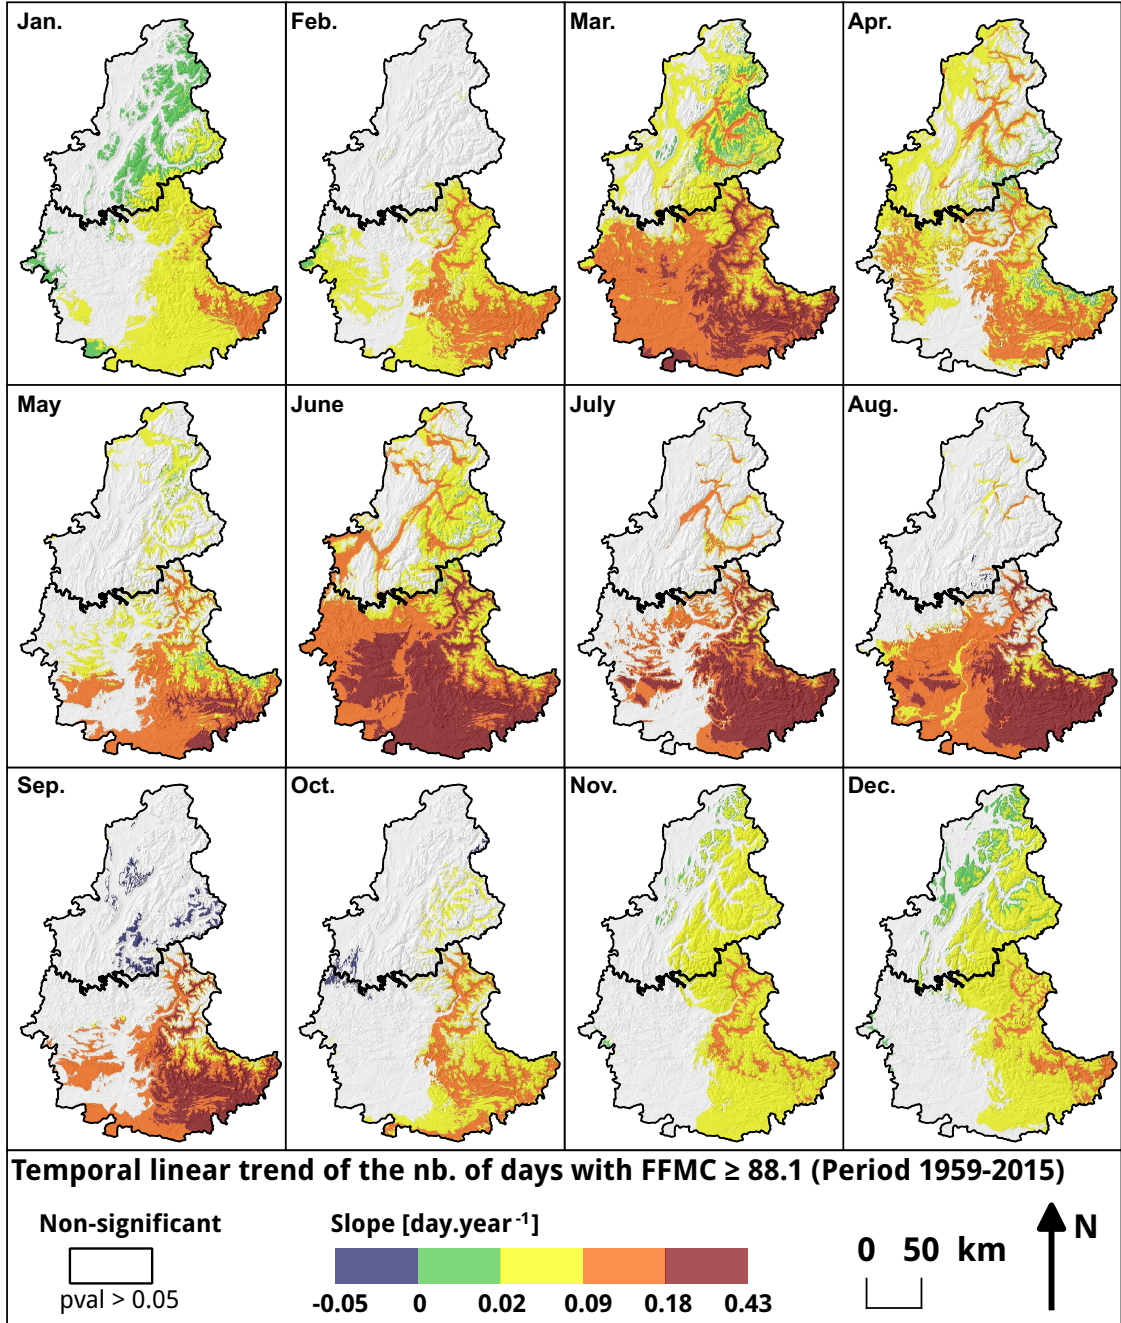 Jan.
Feb.
Mar.
Apr.
May
June
July
Aug.
Sep.
Oct.
Nov.
Dec.
Temporal linear trend of the nb. of days with FFMC ≥ 88.1 (Period 1959-2015)
Non-significant
pval > 0.05
Slope [day.year⁻¹]
-0.05 0 0.02 0.09 0.18 0.43
0 50 km
N